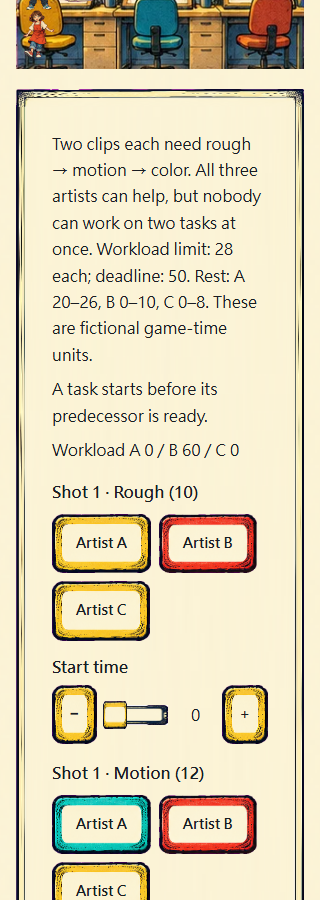 Two clips each need rough
→ motion → color. All three
artists can help, but nobody
can work on two tasks at
once. Workload limit: 28
each; deadline: 50. Rest: A
20–26, B 0–10, C 0–8. These
are fictional game-time
units.
A task starts before its
predecessor is ready.
Workload A 0 / B 60 / C 0
Shot 1 · Rough (10)
Artist A
Artist B
Artist C
Start time
−
0
+
Shot 1 · Motion (12)
Artist A
Artist B
Artist C